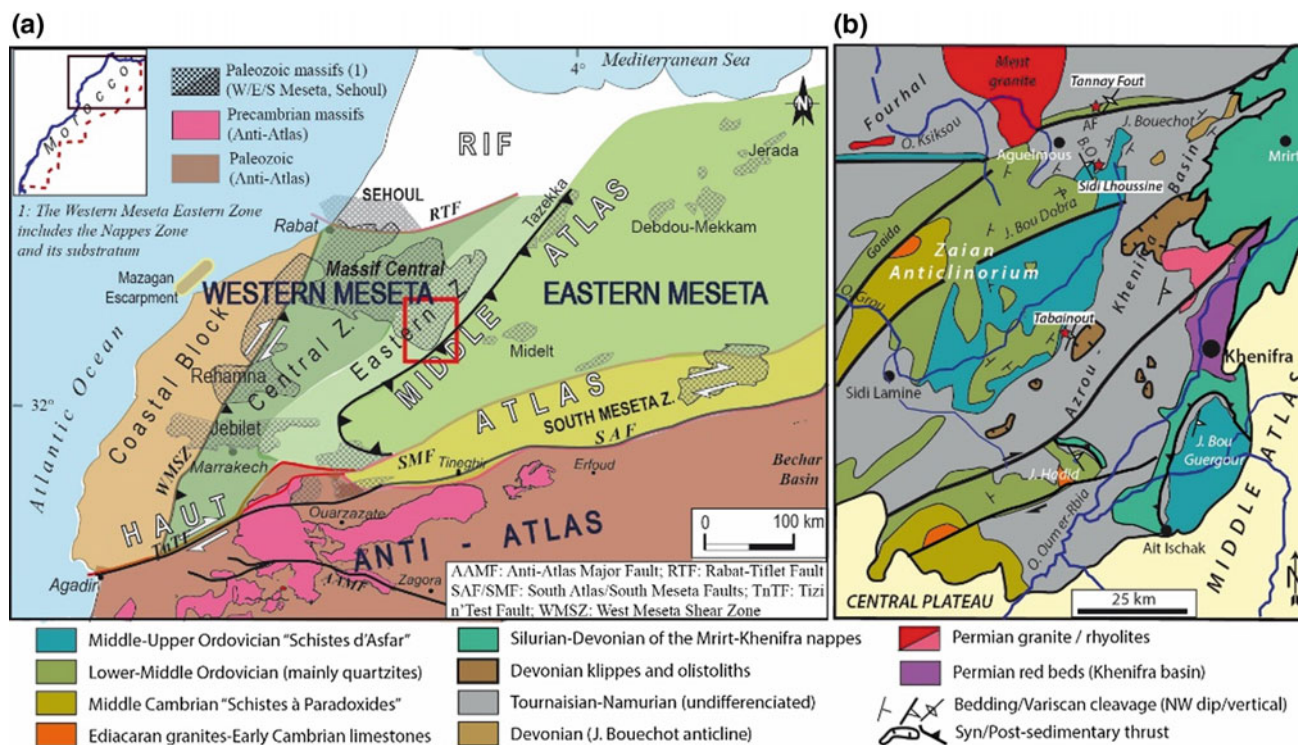 (a)
(b)
Morocco
Paleozoic massifs (1)
(W/E/S Meseta, Sehoul)
Precambrian massifs
(Anti-Atlas)
Paleozoic
(Anti-Atlas)
1: The Western Meseta Eastern Zone
includes the Nappes Zone
and its substratum
Mediterranean Sea
4°
N
RIF
SEHOUL
RTF
Rabat
Tazekka
Jerada
Debdou-Mekkam
Mazagan
Escarpment
Massif Central
WESTERN MESETA
EASTERN MESETA
MIDDLE ATLAS
Eastern Z.
Central Z.
Coastal Block
Atlantic Ocean
Midelt
Rehamna
32°
Jebilet
Marrakech
WMSZ
HAUT ATLAS
SOUTH MESETA Z.
SMF
SAF
Tineghir
Erfoud
Bechar
Basin
Ouarzazate
ANTI - ATLAS
TnTF
Agadir
AAMF
Zagora
0 100 km
AAMF: Anti-Atlas Major Fault; RTF: Rabat-Tiflet Fault
SAF/SMF: South Atlas/South Meseta Faults; TnTF: Tizi
n'Test Fault; WMSZ: West Meseta Shear Zone
Ment
granite
Tannay Fout
Fourhal
O. Ksiksou
AF
J. Bouechot
Aguelmous
B.O.
Mrirt
Sidi Lhoussine
J. Bou Dobra
Goaida
Zaian
Anticlinorium
Azrou - Khenifra Basin
O. Grou
Tabainout
Khenifra
Sidi Lamine
J. Hadid
J. Bou
Guergour
O. Oumer-Rbia
Ait Ischak
MIDDLE ATLAS
CENTRAL PLATEAU
25 km
N
Middle-Upper Ordovician "Schistes d'Asfar"
Lower-Middle Ordovician (mainly quartzites)
Middle Cambrian "Schistes à Paradoxides"
Ediacaran granites-Early Cambrian limestones
Silurian-Devonian of the Mrirt-Khenifra nappes
Devonian klippes and olistoliths
Tournaisian-Namurian (undifferenciated)
Devonian (J. Bouechot anticline)
Permian granite / rhyolites
Permian red beds (Khenifra basin)
Bedding/Variscan cleavage (NW dip/vertical)
Syn/Post-sedimentary thrust